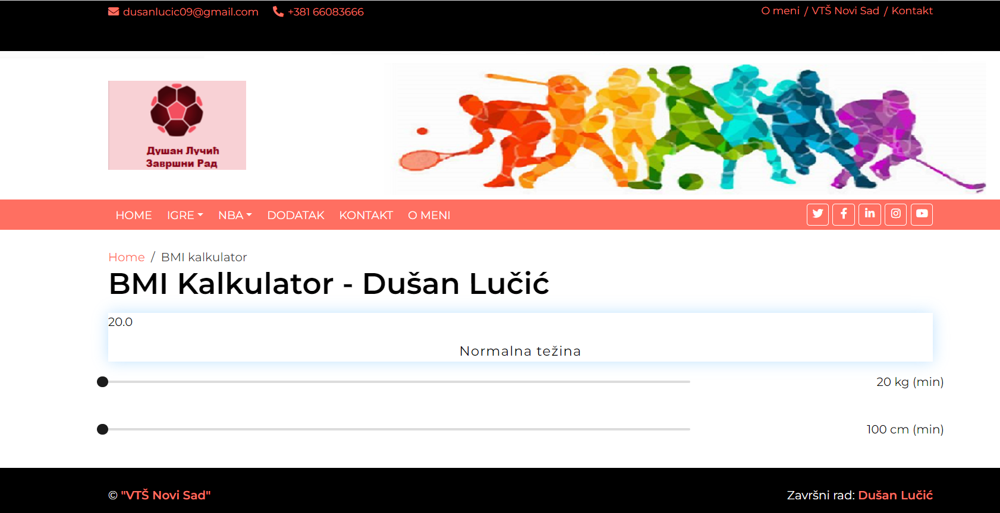 dusanlucic09@gmail.com +381 66083666
O meni / VTŠ Novi Sad / Kontakt
Душан Лучић
Завршни Рад
HOME IGRE NBA DODATAK KONTAKT O MENI
Home / BMI kalkulator
BMI Kalkulator - Dušan Lučić
20.0
Normalna težina
20 kg (min)
100 cm (min)
© "VTŠ Novi Sad"
Završni rad: Dušan Lučić